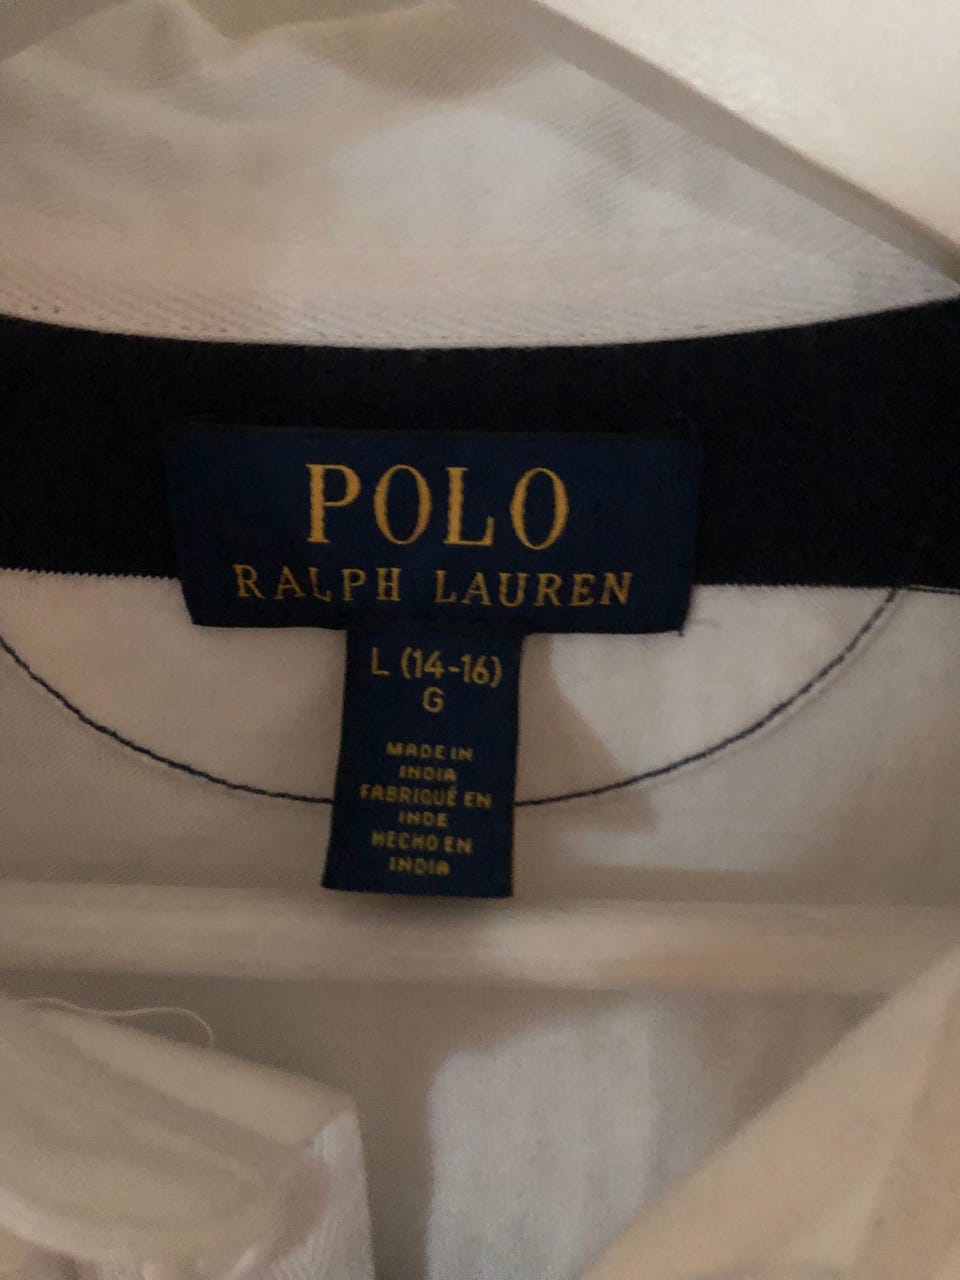 POLO
RALPH LAUREN
L (14-16)
G
MADE IN
INDIA
FABRIQUÉ EN
INDE
HECHO EN
INDIA